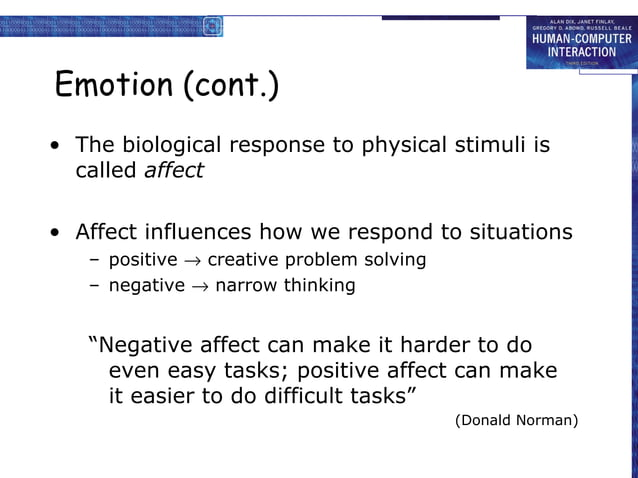 ALAN DIX, JANET FINLAY,
GREGORY D. ABOWD, RUSSELL BEALE
HUMAN-COMPUTER
INTERACTION
THIRD EDITION
Emotion (cont.)
• The biological response to physical stimuli is
called affect
• Affect influences how we respond to situations
– positive → creative problem solving
– negative → narrow thinking
“Negative affect can make it harder to do
even easy tasks; positive affect can make
it easier to do difficult tasks”
(Donald Norman)